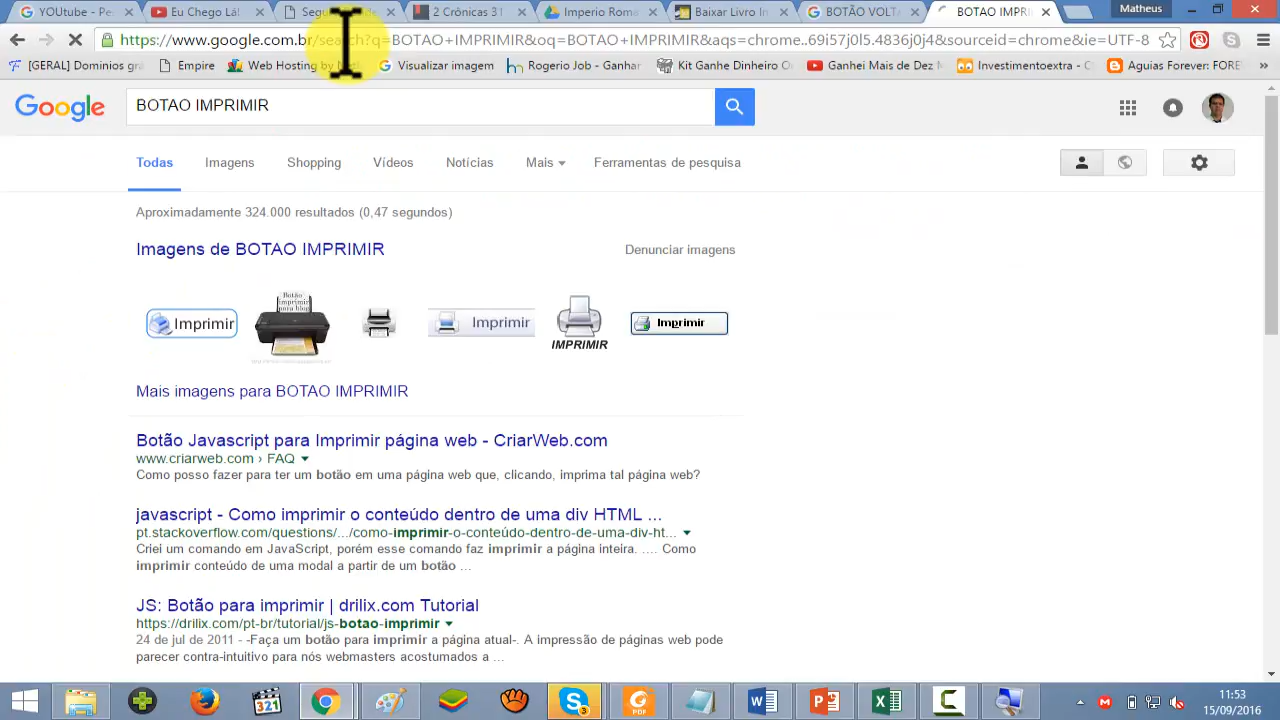 YOUtube - Pes
Eu Chego Lá!
2 Crônicas 31
Imperio Roma
Baixar Livro In
BOTÃO VOLT
BOTAO IMPRI
Matheus
https://www.google.com.br/search?q=BOTAO+IMPRIMIR&oq=BOTAO+IMPRIMIR&aqs=chrome..69i57j0l5.4836j0j4&sourceid=chrome&ie=UTF-8
[GERAL] Dominios gra
Empire
Web Hosting by
Visualizar imagem
Rogerio Job - Ganhar
Kit Ganhe Dinheiro O
Ganhei Mais de Dez M
Investimentoextra - C
Aguas Forever: FORE
»
Google
BOTAO IMPRIMIR
Todas Imagens Shopping Vídeos Notícias Mais Ferramentas de pesquisa
Aproximadamente 324.000 resultados (0,47 segundos)
Imagens de BOTAO IMPRIMIR
Denunciar imagens
Botão
imprimir
Imprimir
Imprimir
IMPRIMIR
Imprimir
Mais imagens para BOTAO IMPRIMIR
Botão Javascript para Imprimir página web - CriarWeb.com
www.criarweb.com › FAQ
Como posso fazer para ter um botão em uma página web que, clicando, imprima tal página web?
javascript - Como imprimir o conteúdo dentro de uma div HTML ...
pt.stackoverflow.com/questions/.../como-imprimir-o-conteúdo-dentro-de-uma-div-ht...
Criei um comando em JavaScript, porém esse comando faz imprimir a página inteira. .... Como
imprimir conteúdo de uma modal a partir de um botão ...
JS: Botão para imprimir | drilix.com Tutorial
https://drilix.com/pt-br/tutorial/js-botao-imprimir
24 de jul de 2011 - -Faça um botão para imprimir a página atual-. A impressão de páginas web pode
parecer contra-intuitivo para nós webmasters acostumados a ...
321
3
PDF
11:53
15/09/2016